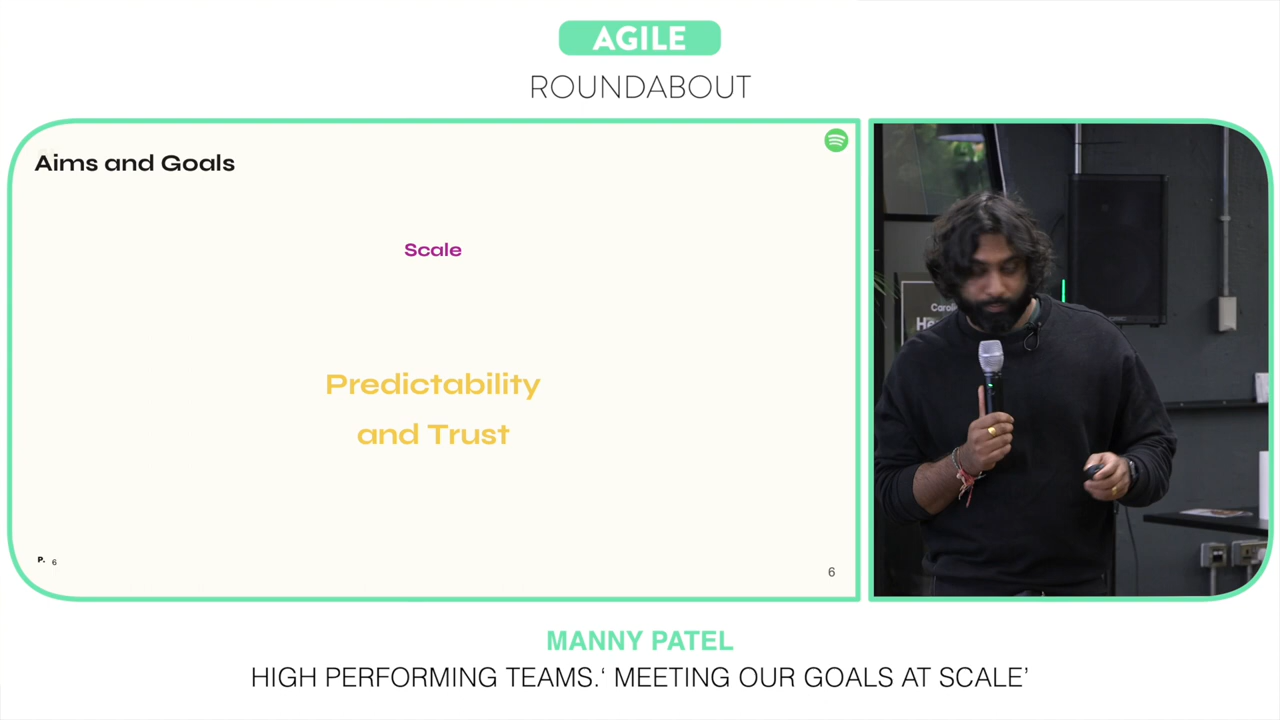 AGILE
ROUNDABOUT
Aims and Goals
Scale
Predictability
and Trust
P. 6
6
MANNY PATEL
HIGH PERFORMING TEAMS.‘ MEETING OUR GOALS AT SCALE’